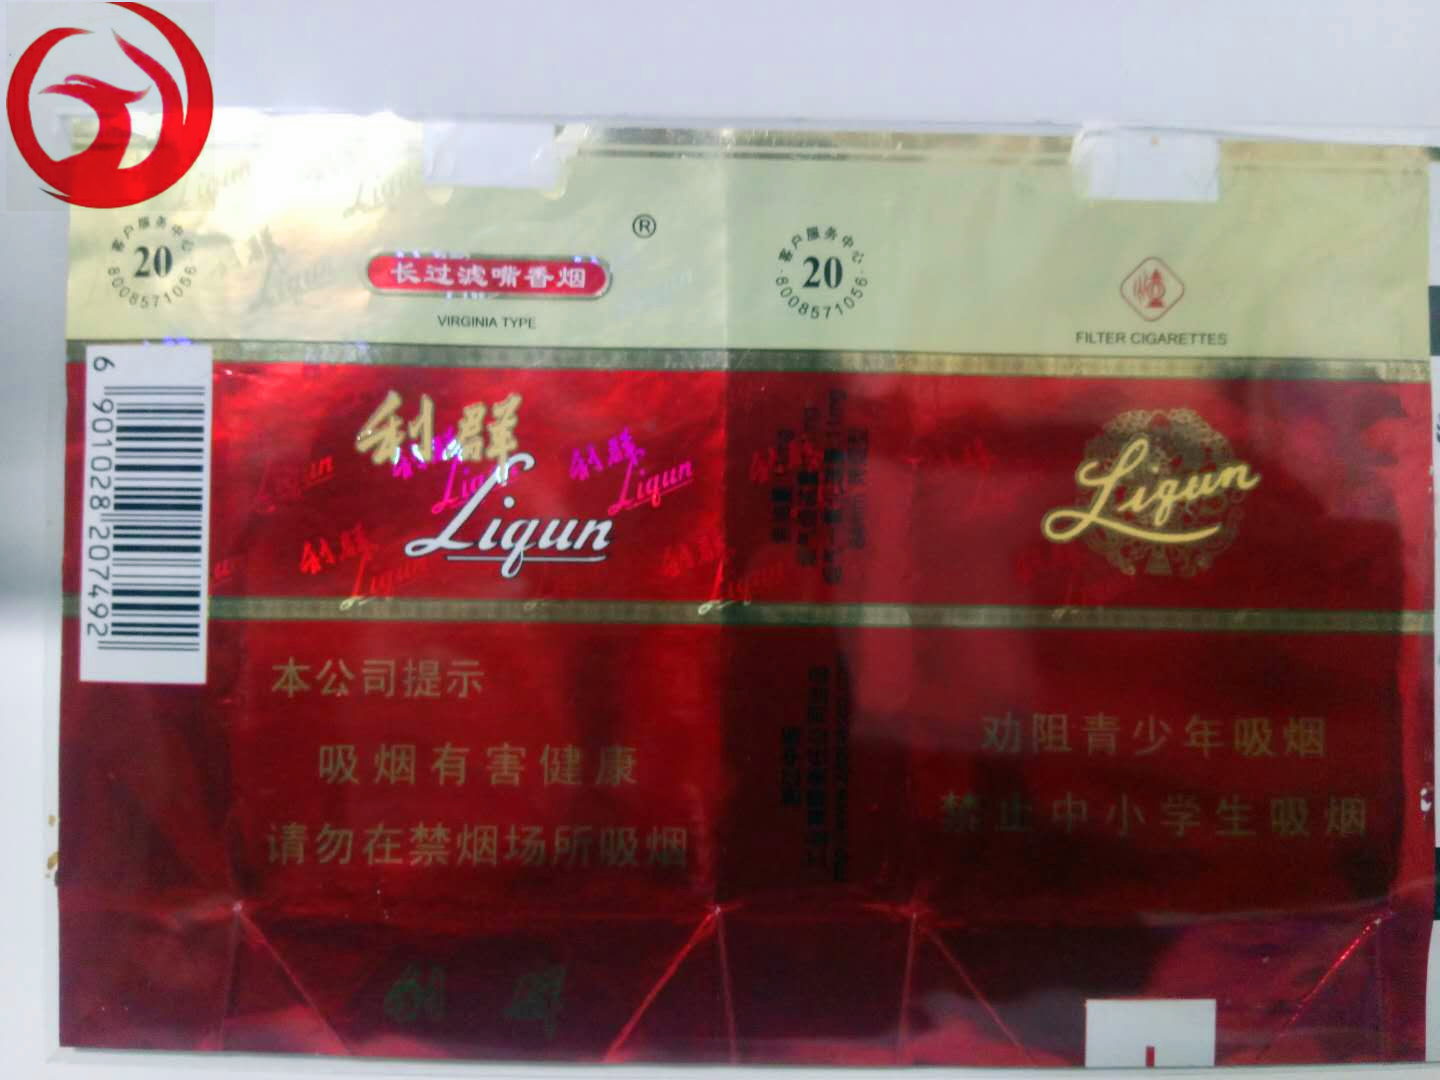 客户服务中心
20
8008571056
®
长过滤嘴香烟
VIRGINIA TYPE
客户服务中心
20
8008571056
FILTER CIGARETTES
6 901028 207492
利群
Liqun
Liqun
本公司提示
吸烟有害健康
请勿在禁烟场所吸烟
劝阻青少年吸烟
禁止中小学生吸烟
利群